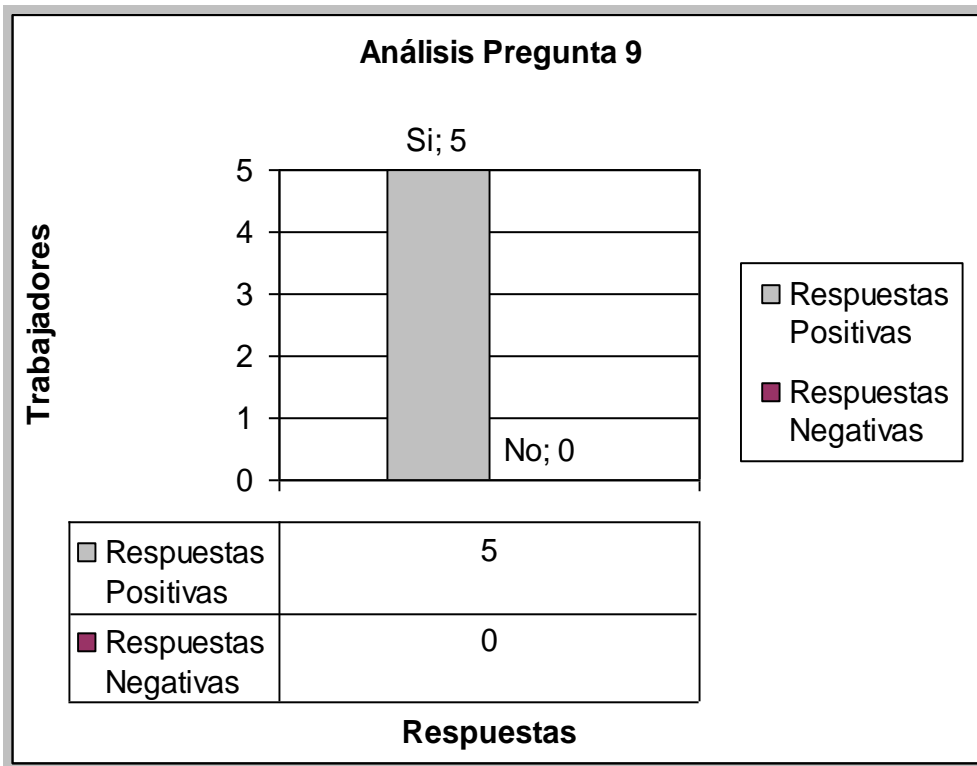 Análisis Pregunta 9
Si; 5
5
4
3
2
1
0
No; 0
Trabajadores
Respuestas
Positivas
Respuestas
Negativas
Respuestas
Positivas
5
Respuestas
Negativas
0
Respuestas